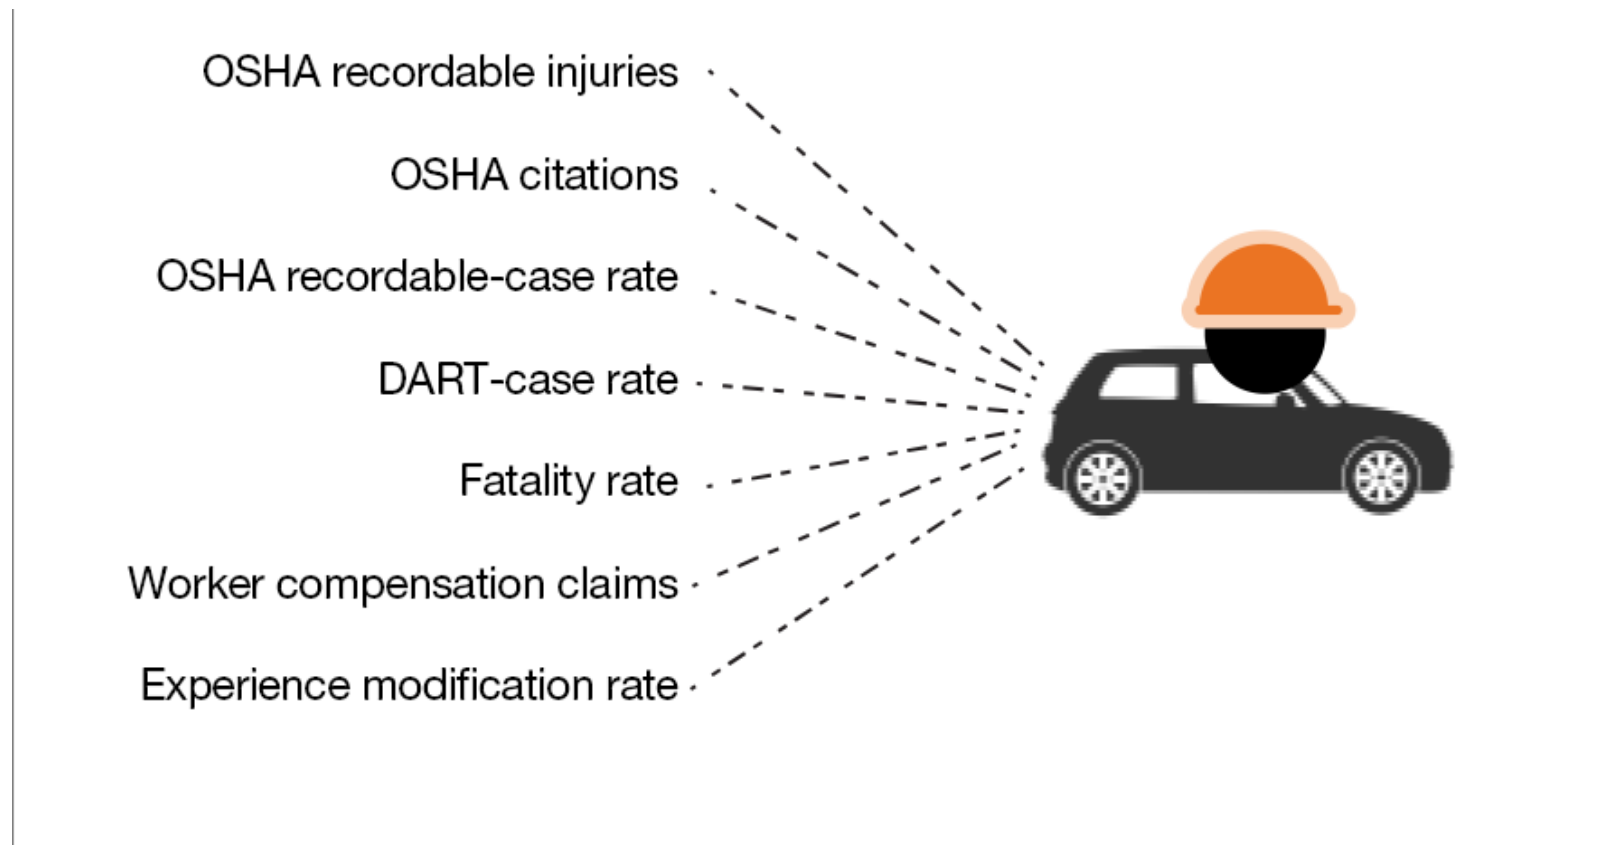 OSHA recordable injuries
OSHA citations
OSHA recordable-case rate
DART-case rate
Fatality rate
Worker compensation claims
Experience modification rate